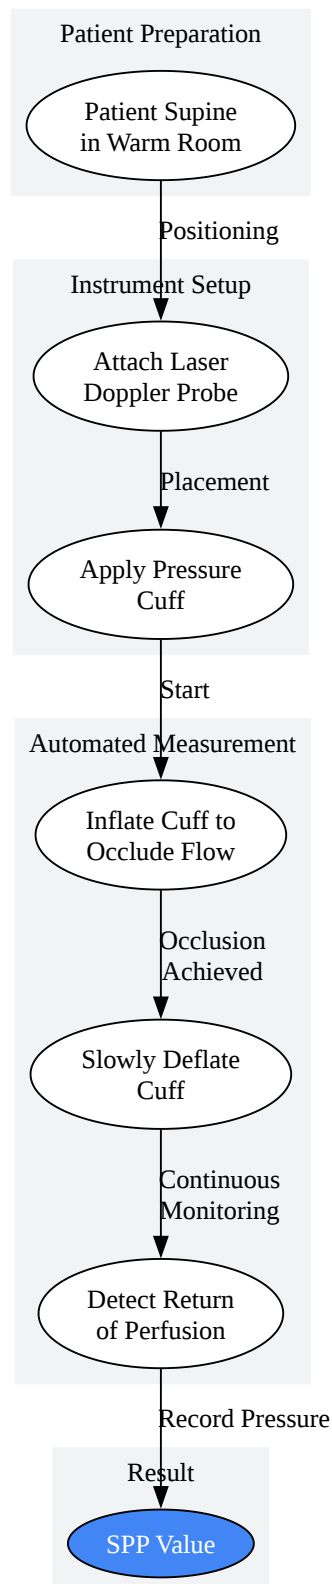 Patient Preparation
Patient Supine
in Warm Room
Positioning
Instrument Setup
Attach Laser
Doppler Probe
Placement
Apply Pressure
Cuff
Start
Automated Measurement
Inflate Cuff to
Occlude Flow
Occlusion
Achieved
Slowly Deflate
Cuff
Continuous
Monitoring
Detect Return
of Perfusion
Record Pressure
Result
SPP Value